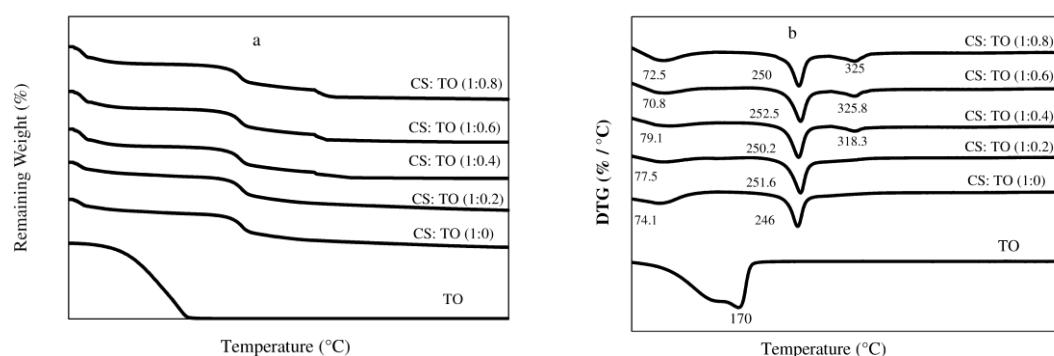 a
CS: TO (1:0.8)
CS: TO (1:0.6)
CS: TO (1:0.4)
CS: TO (1:0.2)
CS: TO (1:0)
TO
Remaining Weight (%)
Temperature (°C)
b
CS: TO (1:0.8)
72.5
250
325
CS: TO (1:0.6)
70.8
252.5
325.8
CS: TO (1:0.4)
79.1
250.2
318.3
CS: TO (1:0.2)
77.5
251.6
CS: TO (1:0)
74.1
246
TO
170
DTG (% / °C)
Temperature (°C)